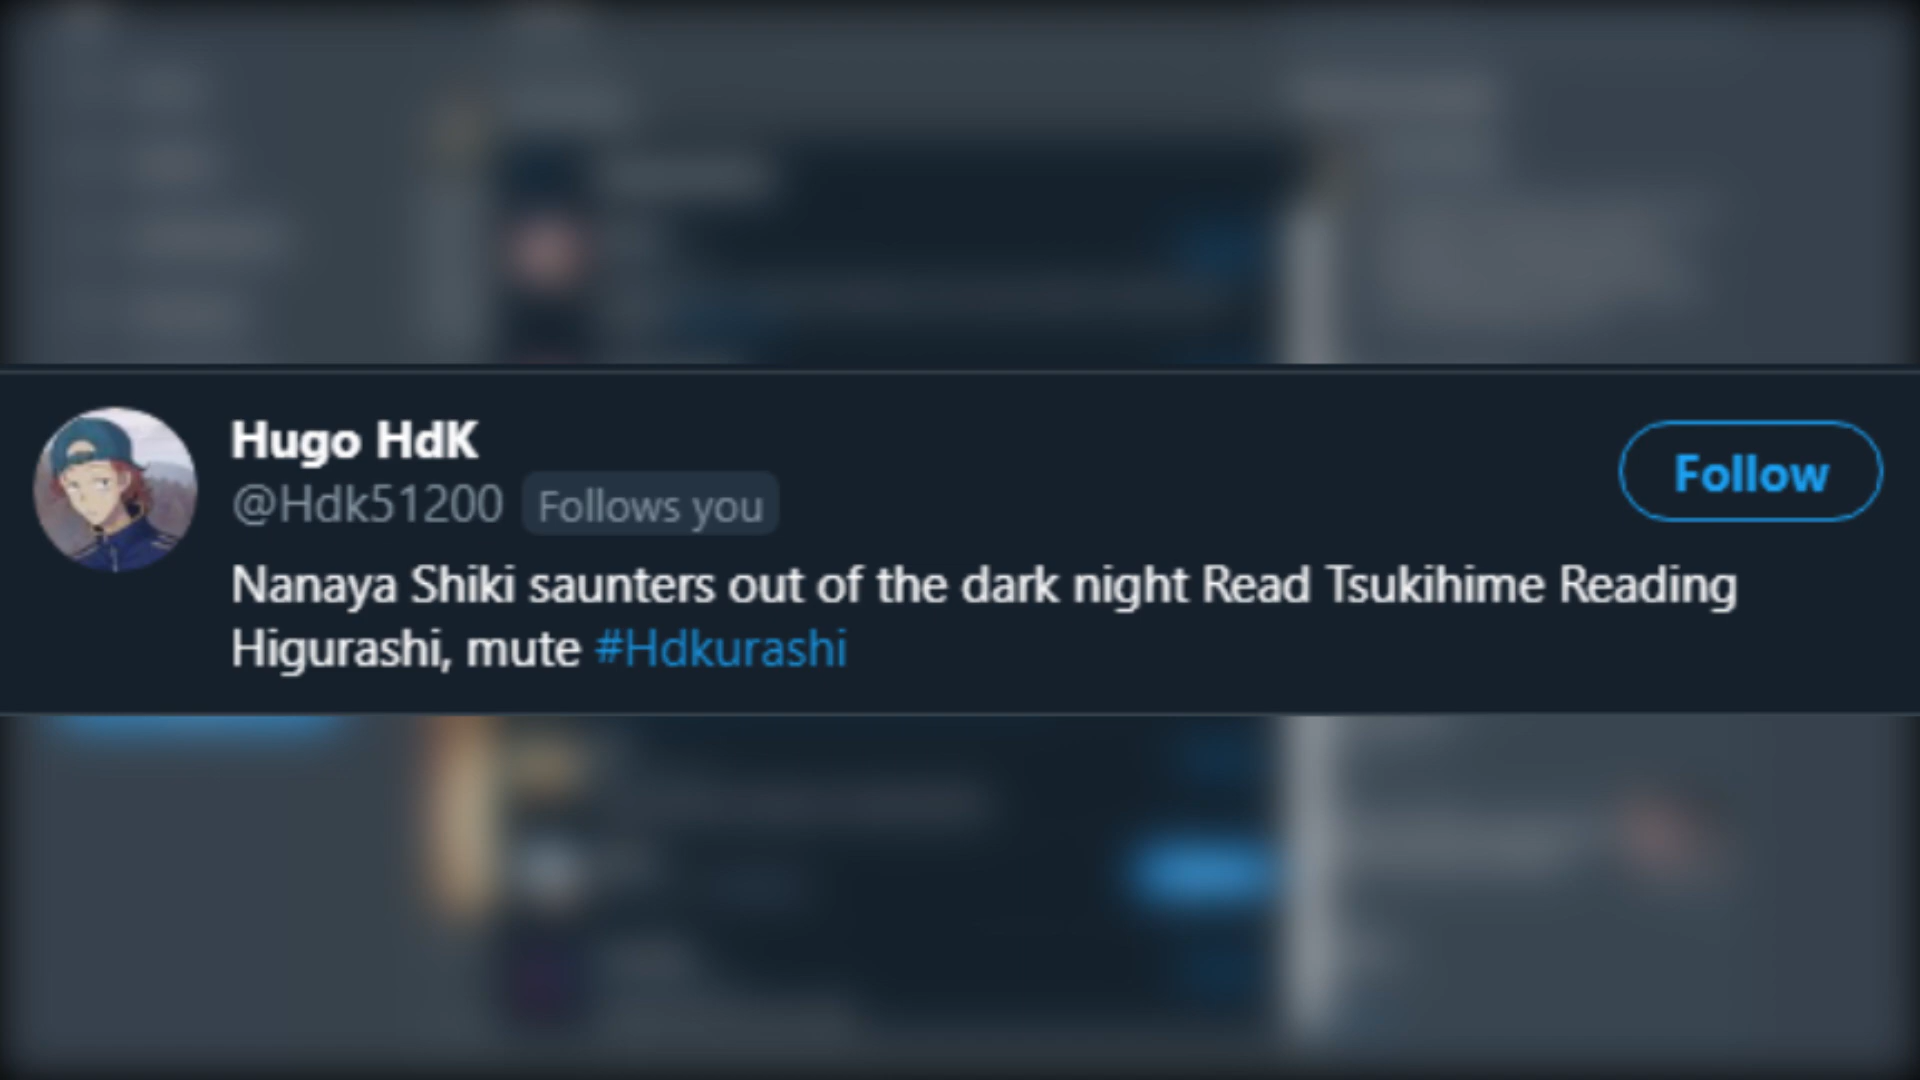 Hugo HdK
@Hdk51200 Follows you
Follow
Nanaya Shiki saunters out of the dark night Read Tsukihime Reading
Higurashi, mute #Hdkurashi